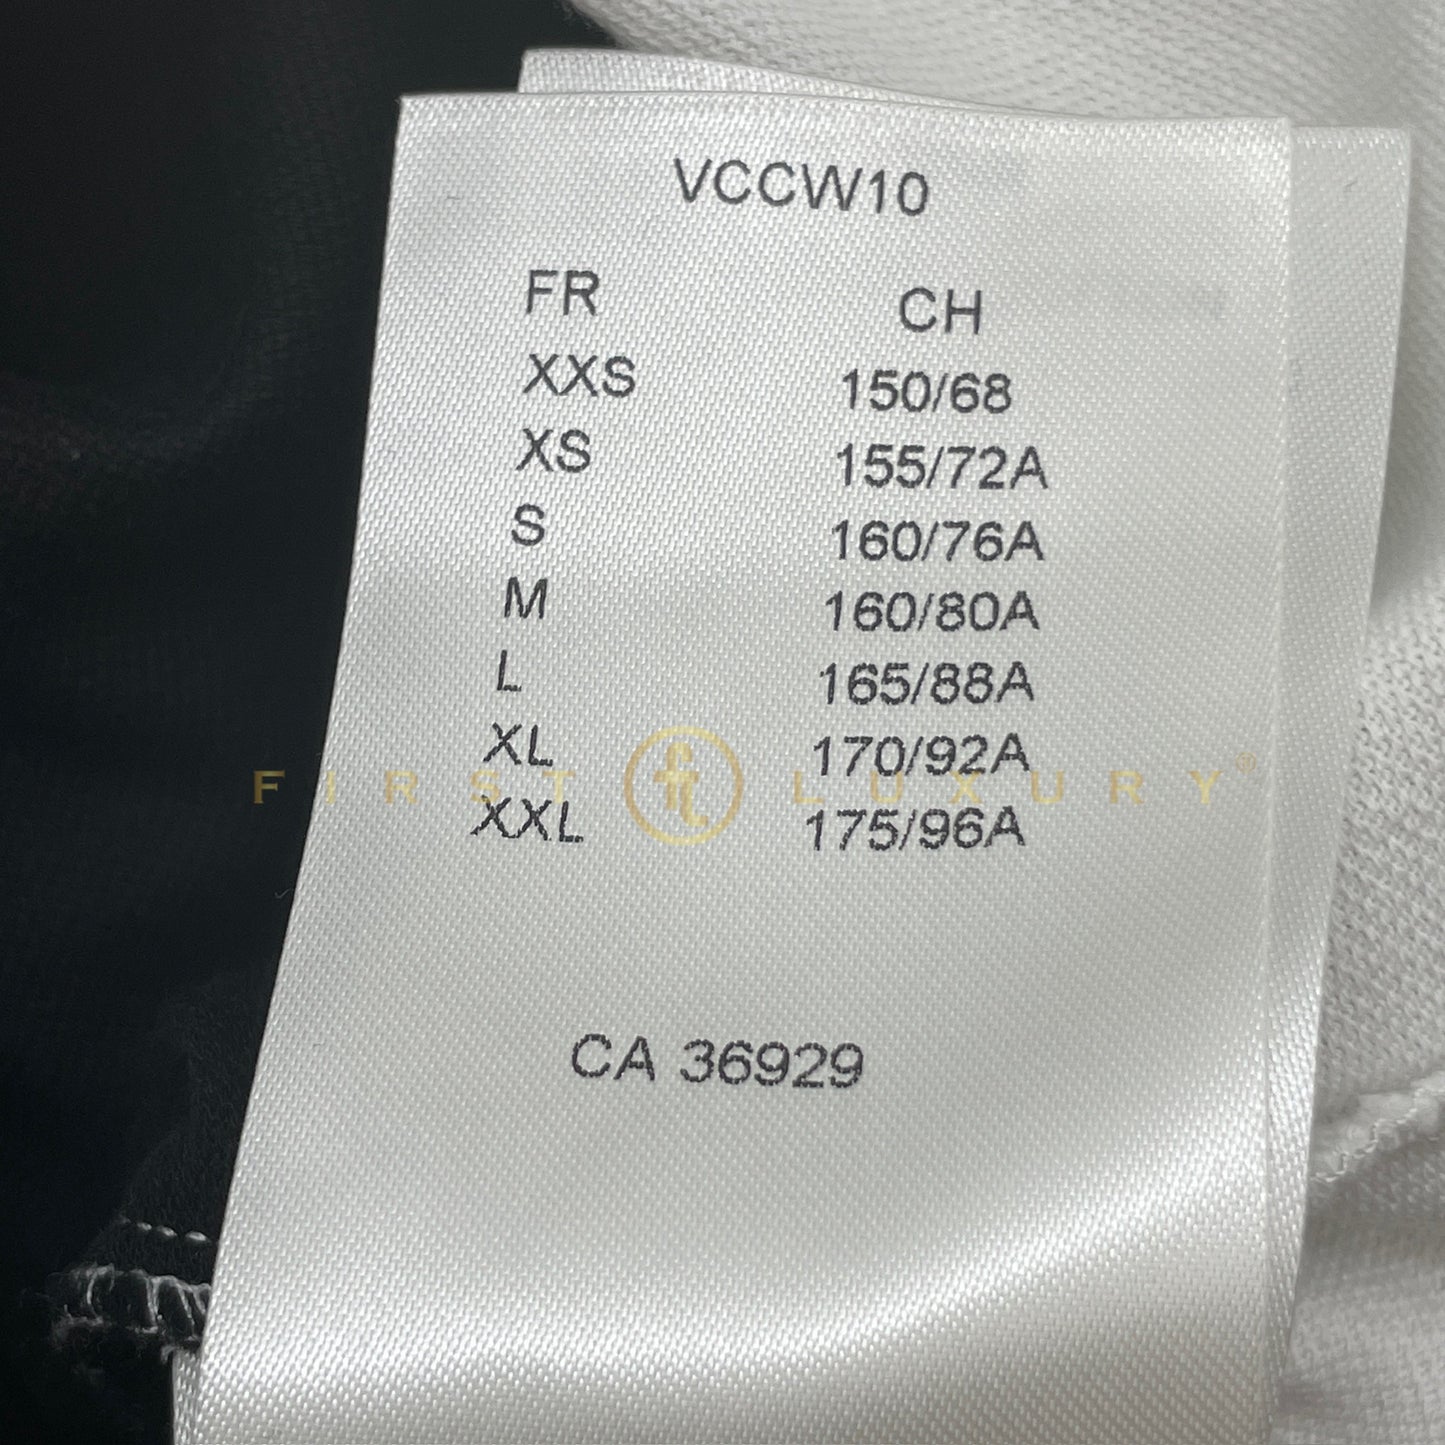 VCCW10
FR CH
XXS 150/68
XS 155/72A
S 160/76A
M 160/80A
L 165/88A
XL 170/92A
FIRST ft LUXURY®
XXL 175/96A
CA 36929